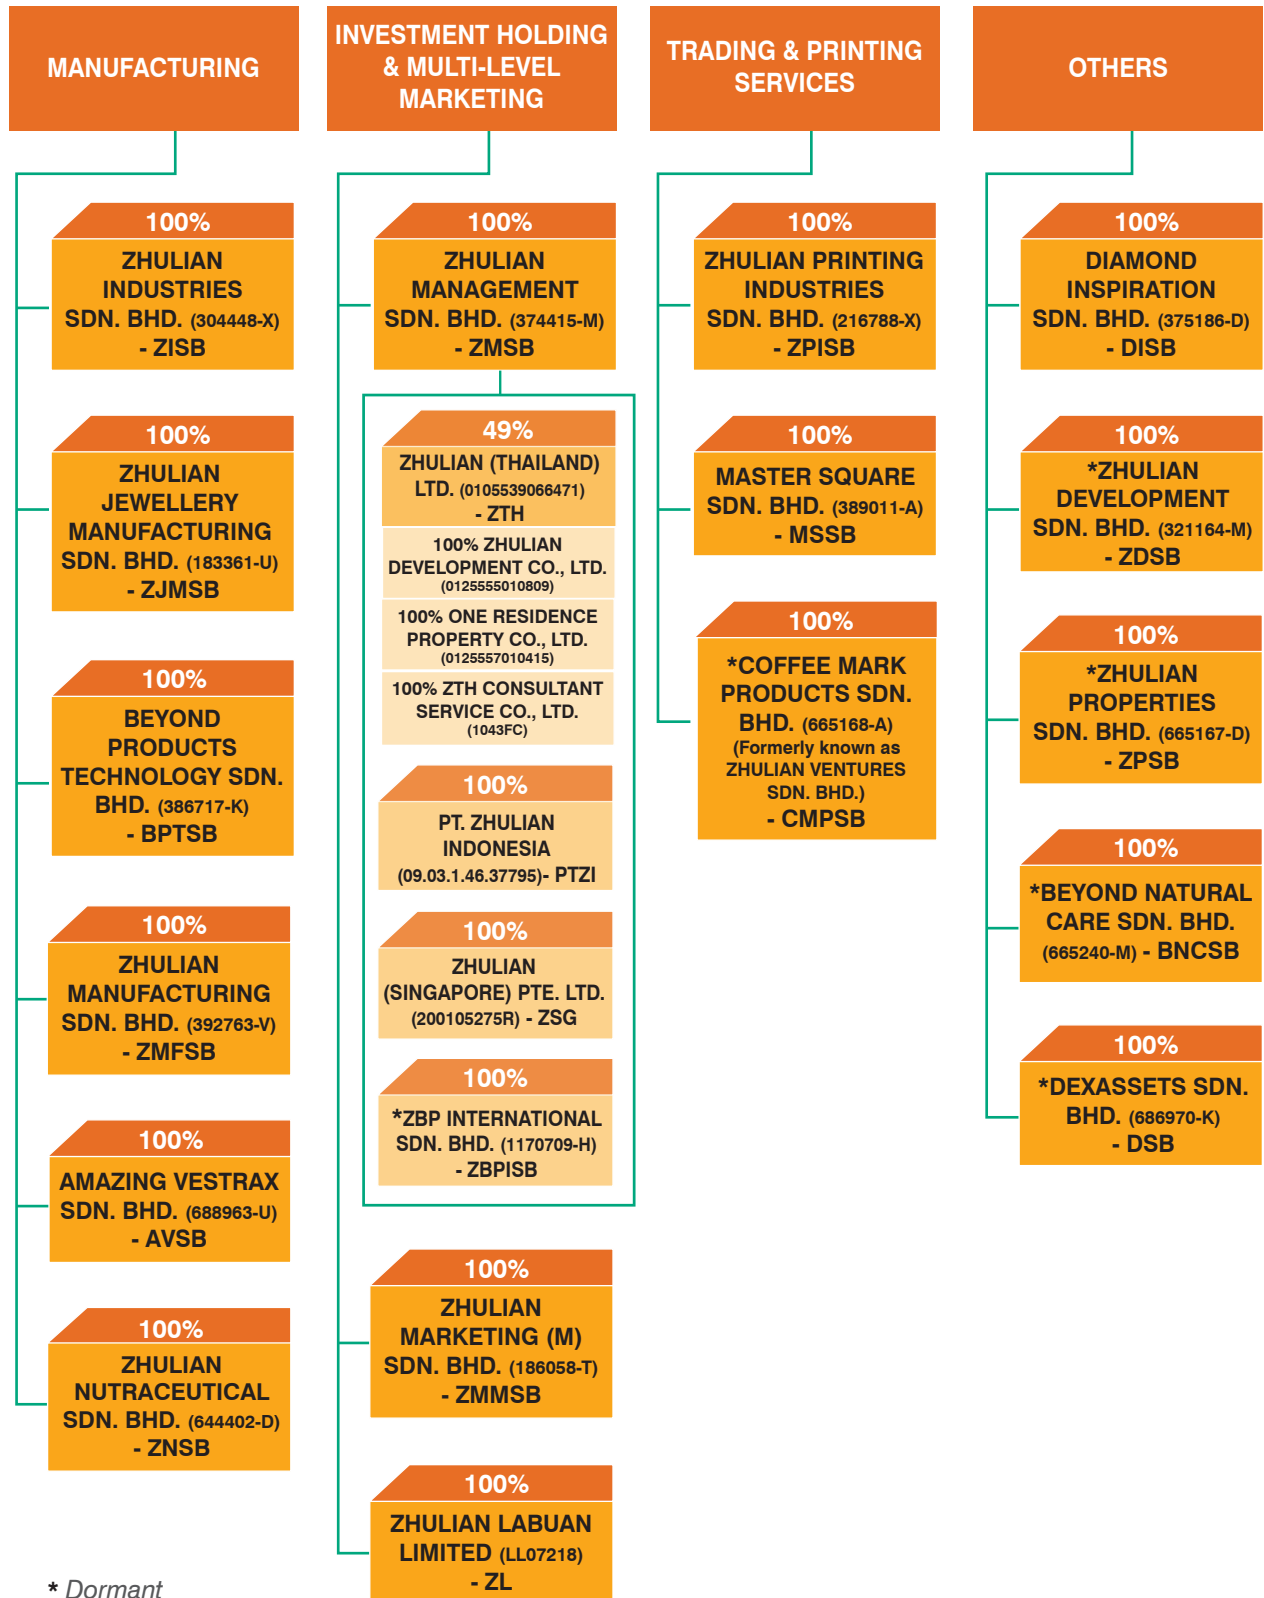 MANUFACTURING
100%
ZHULIAN
INDUSTRIES
SDN. BHD. (304448-X)
- ZISB
100%
ZHULIAN
JEWELLERY
MANUFACTURING
SDN. BHD. (183361-U)
- ZJMSB
100%
BEYOND
PRODUCTS
TECHNOLOGY SDN.
BHD. (386717-K)
- BPTSB
100%
ZHULIAN
MANUFACTURING
SDN. BHD. (392763-V)
- ZMFSB
100%
AMAZING VESTRAX
SDN. BHD. (688963-U)
- AVSB
100%
ZHULIAN
NUTRACEUTICAL
SDN. BHD. (644402-D)
- ZNSB
INVESTMENT HOLDING
& MULTI-LEVEL
MARKETING
100%
ZHULIAN
MANAGEMENT
SDN. BHD. (374415-M)
- ZMSB
49%
ZHULIAN (THAILAND)
LTD. (0105539066471)
- ZTH
100% ZHULIAN
DEVELOPMENT CO., LTD.
(0125555010809)
100% ONE RESIDENCE
PROPERTY CO., LTD.
(0125557010415)
100% ZTH CONSULTANT
SERVICE CO., LTD.
(1043FC)
100%
PT. ZHULIAN
INDONESIA
(09.03.1.46.37795)- PTZI
100%
ZHULIAN
(SINGAPORE) PTE. LTD.
(200105275R) - ZSG
100%
*ZBP INTERNATIONAL
SDN. BHD. (1170709-H)
- ZBPISB
100%
ZHULIAN
MARKETING (M)
SDN. BHD. (186058-T)
- ZMMSB
100%
ZHULIAN LABUAN
LIMITED (LL07218)
- ZL
TRADING & PRINTING
SERVICES
100%
ZHULIAN PRINTING
INDUSTRIES
SDN. BHD. (216788-X)
- ZPISB
100%
MASTER SQUARE
SDN. BHD. (389011-A)
- MSSB
100%
*COFFEE MARK
PRODUCTS SDN.
BHD. (665168-A)
(Formerly known as
ZHULIAN VENTURES
SDN. BHD.)
- CMPSB
OTHERS
100%
DIAMOND
INSPIRATION
SDN. BHD. (375186-D)
- DISB
100%
*ZHULIAN
DEVELOPMENT
SDN. BHD. (321164-M)
- ZDSB
100%
*ZHULIAN
PROPERTIES
SDN. BHD. (665167-D)
- ZPSB
100%
*BEYOND NATURAL
CARE SDN. BHD.
(665240-M) - BNCSB
100%
*DEXASSETS SDN.
BHD. (686970-K)
- DSB
* Dormant